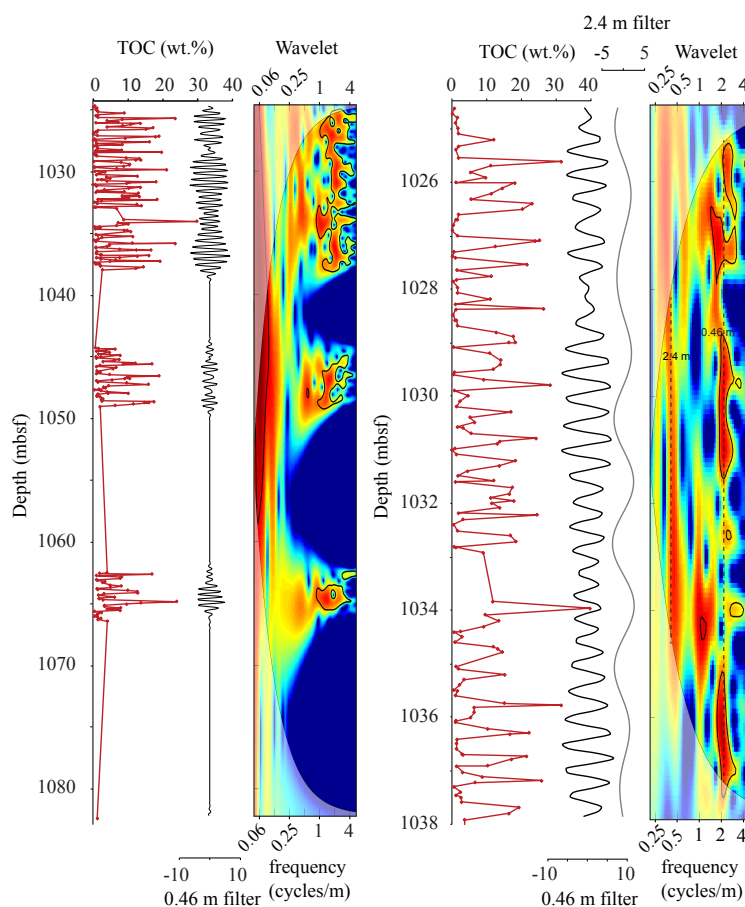 2.4 m filter
TOC (wt.%)
Wavelet
TOC (wt.%)
-5 0 5
Wavelet
0 10 20 30 40
0.06 0.25 1 4
0 10 20 30 40
0.25 0.5 1 2 4
Depth (mbsf)
1030
1040
1050
1060
1070
1080
Depth (mbsf)
1026
1028
1030
1032
1034
1036
1038
0.46 m
2.4 m
0.06 0.25 1 4
0.25 0.5 1 2 4
-10 0 10
0.46 m filter
frequency
(cycles/m)
-10 0 10
0.46 m filter
frequency
(cycles/m)